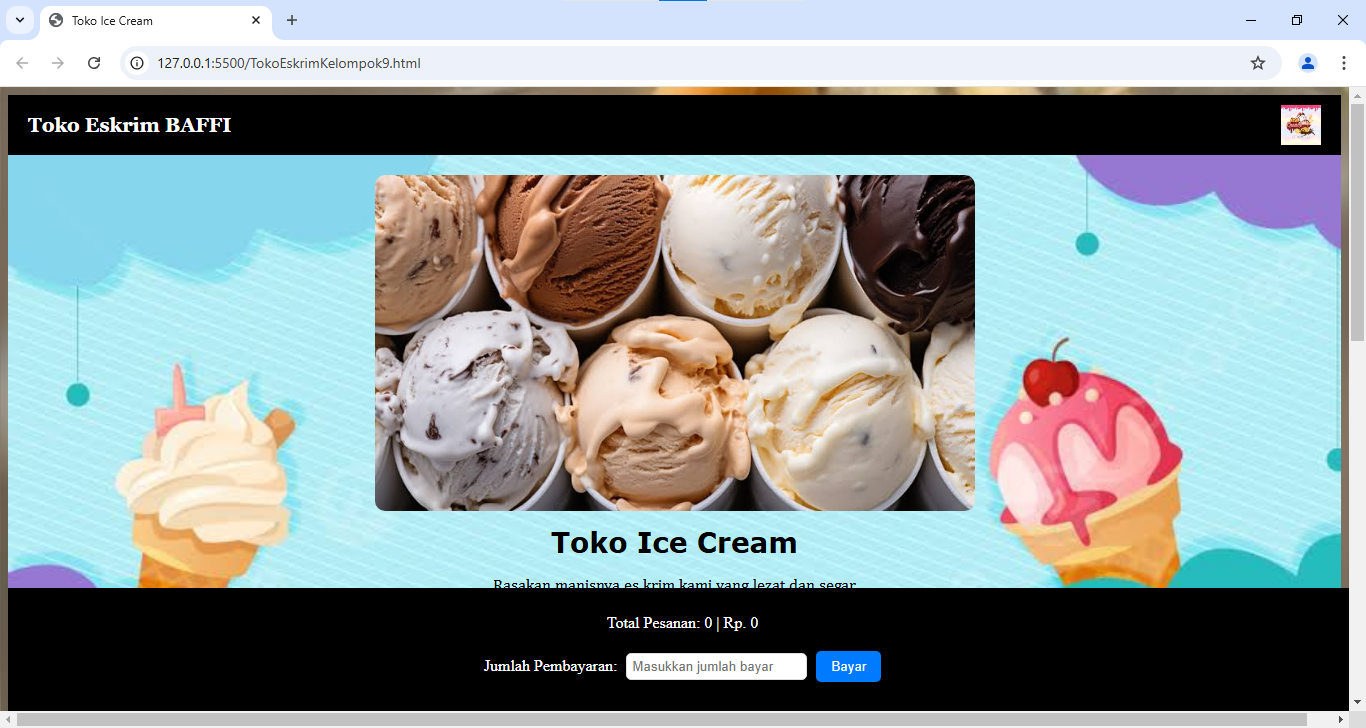 Toko Ice Cream
127.0.0.1:5500/TokoEskrimKelompok9.html
Toko Eskrim BAFFI
Toko Ice Cream
Rasakan manisnya es krim kami yang lezat dan segar
Total Pesanan: 0 | Rp. 0
Jumlah Pembayaran: Masukkan jumlah bayar Bayar